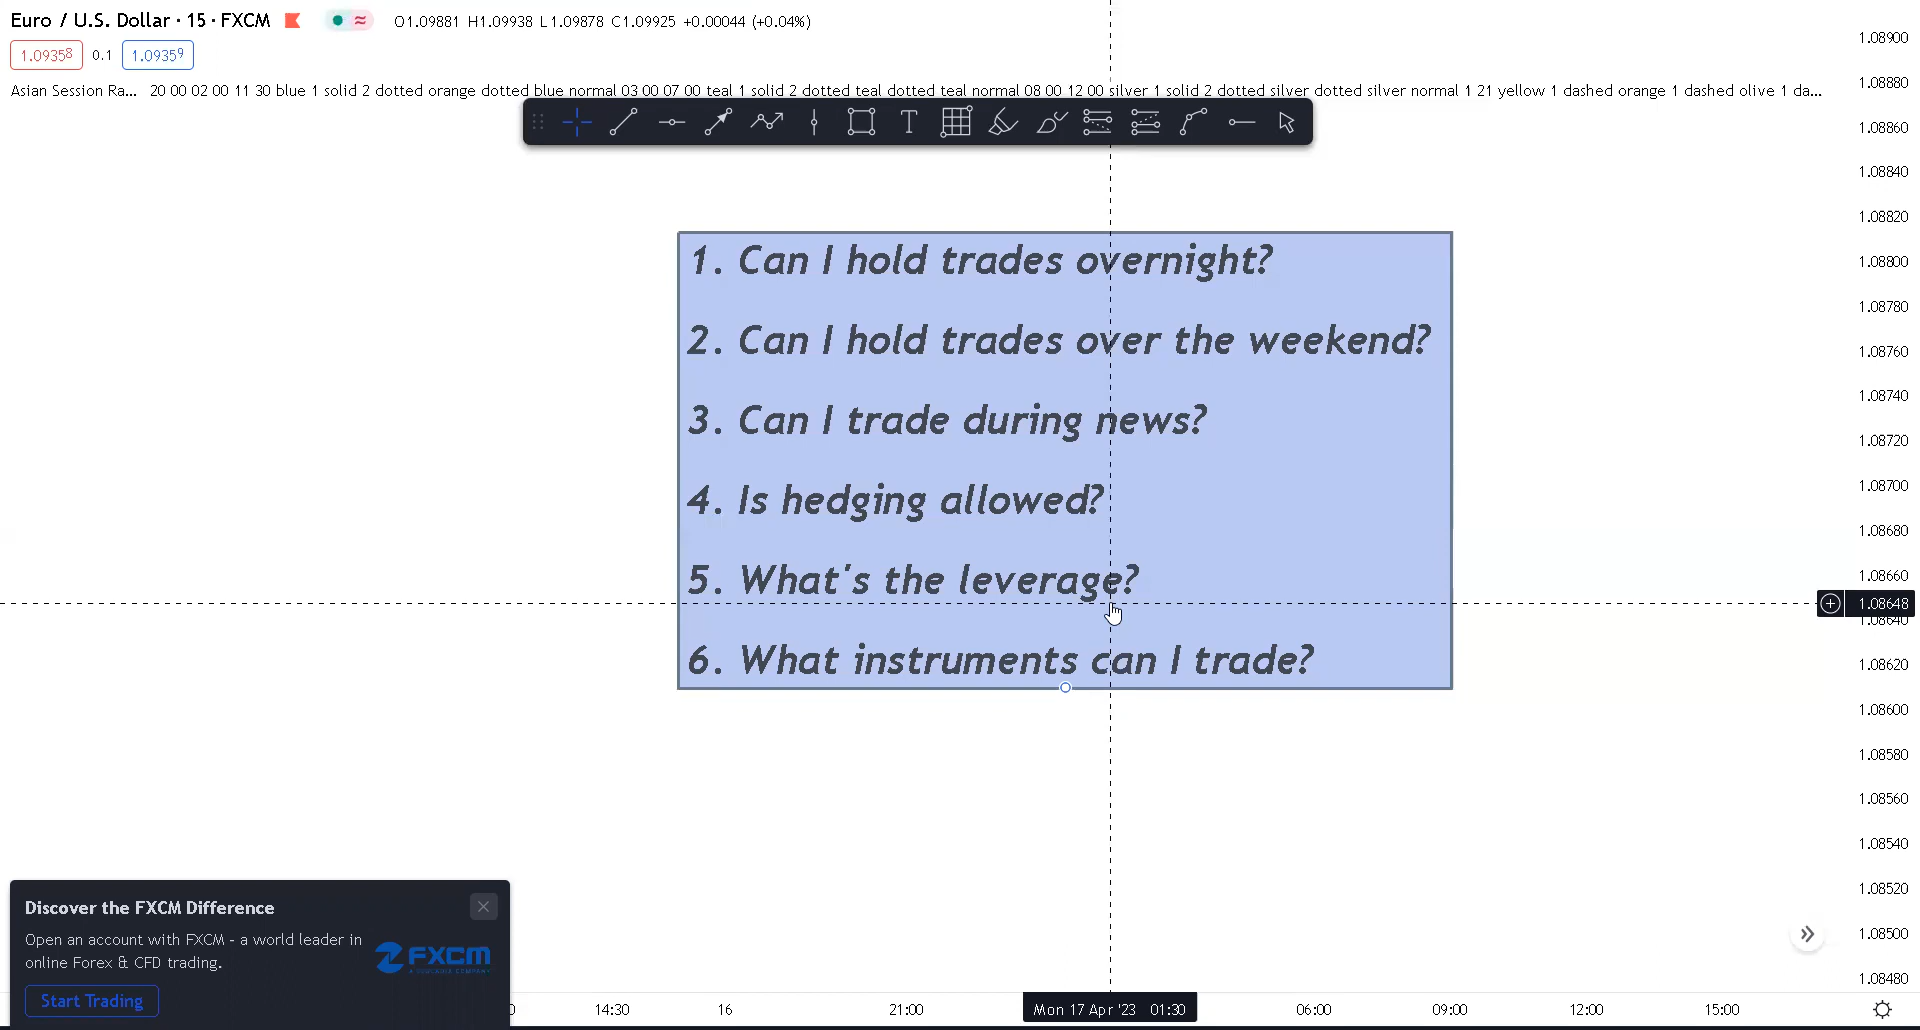 Euro / U.S. Dollar · 15 · FXCM O1.09881 H1.09938 L1.09878 C1.09925 +0.00044 (+0.04%)
1.09358 0.1 1.09359
Asian Session Ra... 20 00 02 00 11 30 blue 1 solid 2 dotted orange dotted blue normal 03 00 07 00 teal 1 solid 2 dotted teal dotted teal normal 08 00 12 00 silver 1 solid 2 dotted silver dotted silver normal 1 21 yellow 1 dashed orange 1 dashed olive 1 da...
1. Can I hold trades overnight?
2. Can I hold trades over the weekend?
3. Can I trade during news?
4. Is hedging allowed?
5. What's the leverage?
6. What instruments can I trade?
1.08900
1.08880
1.08860
1.08840
1.08820
1.08800
1.08780
1.08760
1.08740
1.08720
1.08700
1.08680
1.08660
1.08648
1.08640
1.08620
1.08600
1.08580
1.08560
1.08540
1.08520
1.08500
1.08480
Discover the FXCM Difference
Open an account with FXCM - a world leader in
online Forex & CFD trading.
FXCM
Start Trading
14:30 16 21:00 Mon 17 Apr '23 01:30 06:00 09:00 12:00 15:00